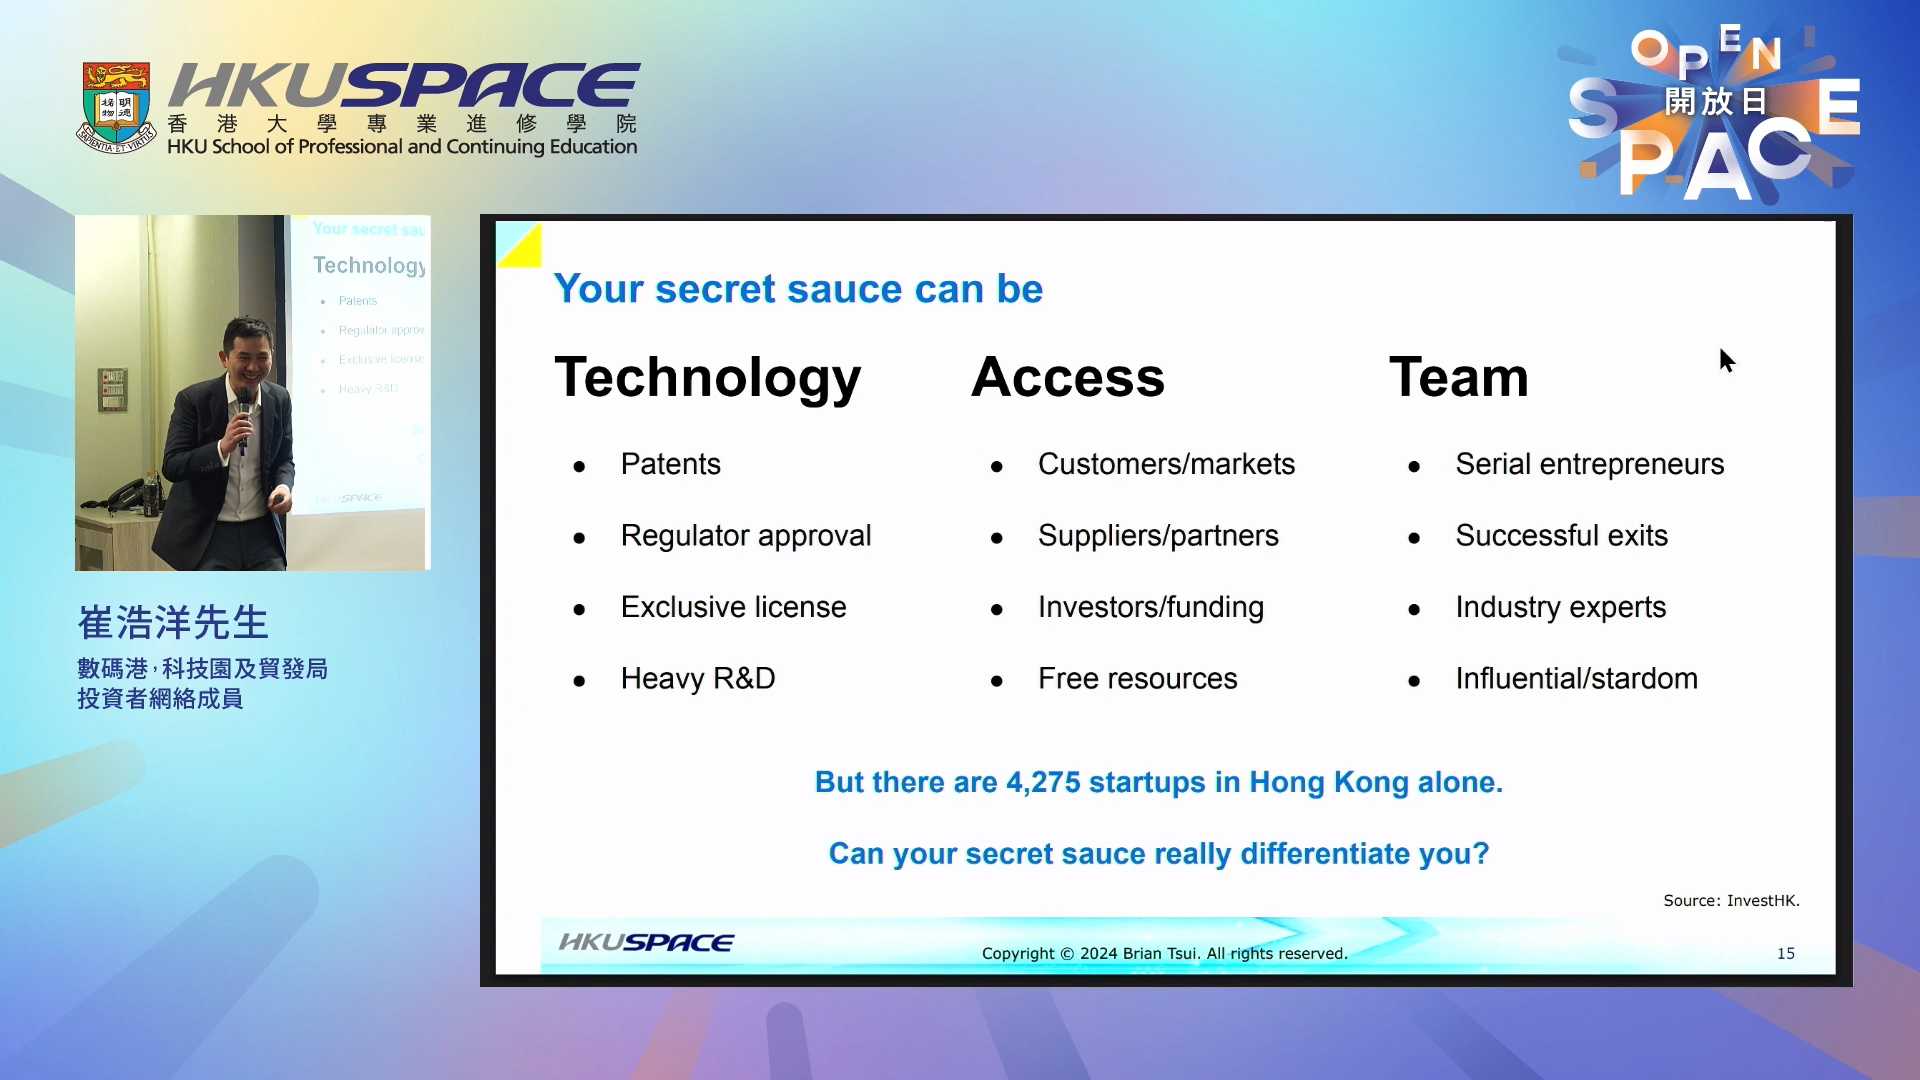 HKUSPACE
香港大學專業進修學院
HKU School of Professional and Continuing Education
OPEN
開放日
SPACE
Your secret sau
Technology
Patents
Regulator approv
Exclusive license
Heavy R&D
HKUSPACE
崔浩洋先生
數碼港,科技園及貿發局
投資者網絡成員
Your secret sauce can be
Technology
Patents
Regulator approval
Exclusive license
Heavy R&D
Access
Customers/markets
Suppliers/partners
Investors/funding
Free resources
Team
Serial entrepreneurs
Successful exits
Industry experts
Influential/stardom
But there are 4,275 startups in Hong Kong alone.
Can your secret sauce really differentiate you?
Source: InvestHK.
HKUSPACE
Copyright © 2024 Brian Tsui. All rights reserved.
15